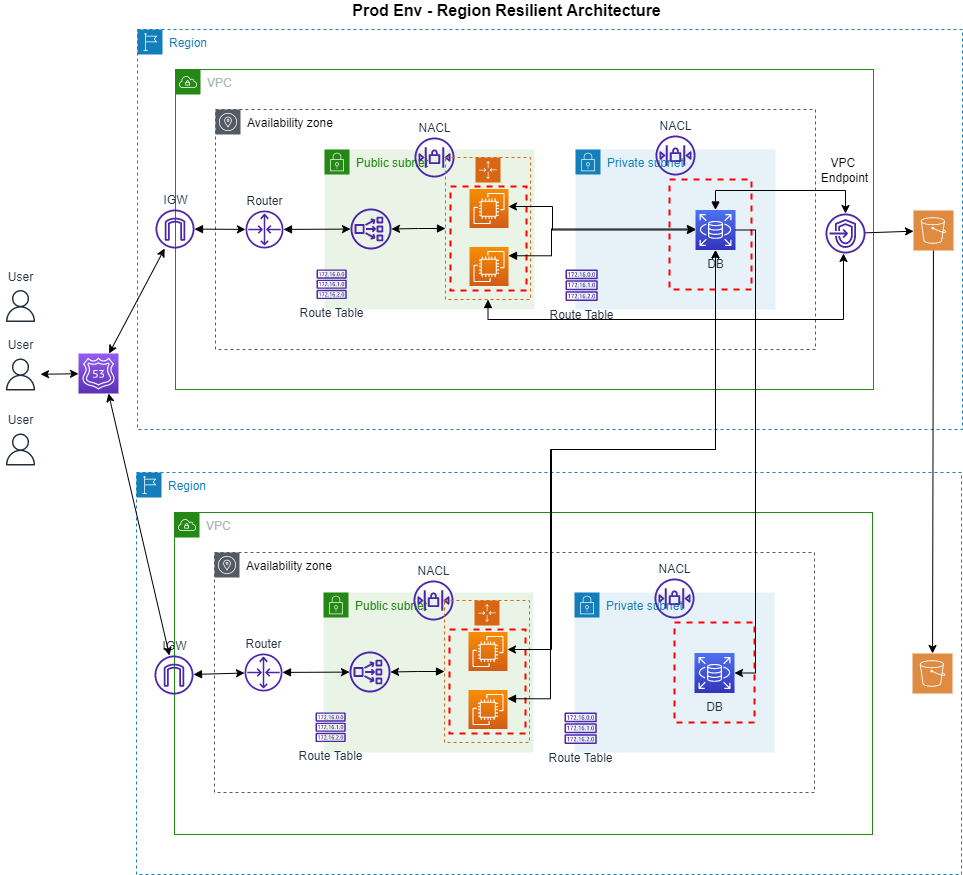 Prod Env - Region Resilient Architecture
Region
VPC
Availability zone
NACL
NACL
Public subnet
Private subnet
VPC
Endpoint
IGW
Router
DB
172.16.0.0
172.16.1.0
172.16.2.0
Route Table
172.16.0.0
172.16.1.0
172.16.2.0
Route Table
User
User
53
User
Region
VPC
Availability zone
NACL
NACL
Public subnet
Private subnet
IGW
Router
DB
172.16.0.0
172.16.1.0
172.16.2.0
Route Table
172.16.0.0
172.16.1.0
172.16.2.0
Route Table